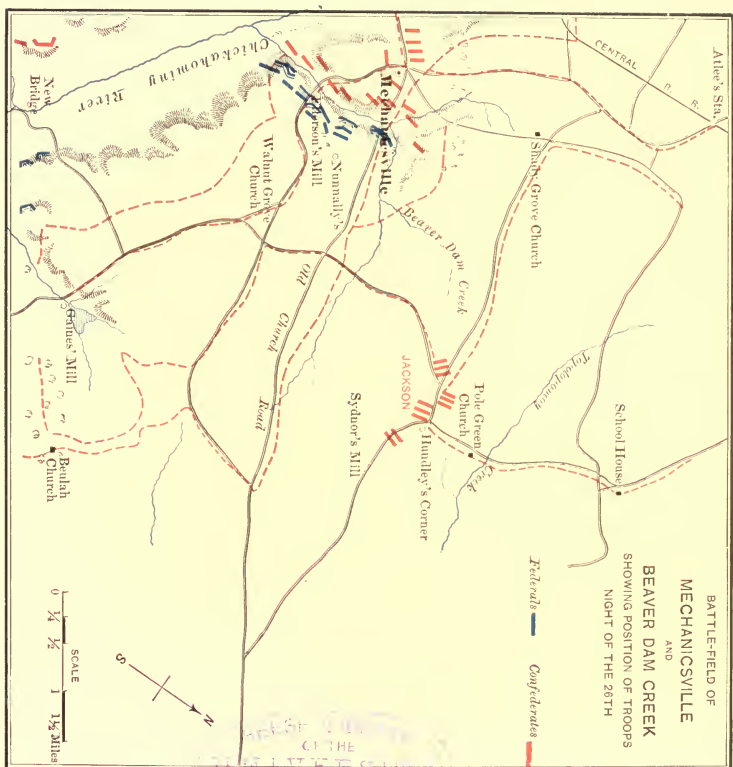 BATTLE-FIELD OF
MECHANICSVILLE
AND
BEAVER DAM CREEK
SHOWING POSITION OF TROOPS
NIGHT OF THE 26TH
Federals
Confederates
Atlee's Sta.
CENTRAL R. R.
Shady Grove Church
School House
Totopotomoy Creek
Pole Green
Church
Hundley's Corner
JACKSON
Sydnor's Mill
Beaver Dam Creek
Mechanicsville
Nunnally's
Walnut Grove
Church
Old Church Road
Chickahominy River
New
Bridge
Gaines' Mill
Beulah
Church
SCALE
0 ¼ ½ 1 1½ Miles
S
N
OF THE